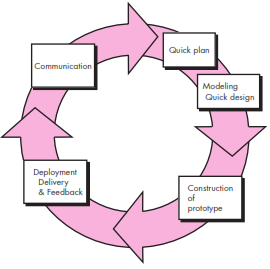 Communication
Quick plan
Modeling
Quick design
Construction
of
prototype
Deployment
Delivery
& Feedback